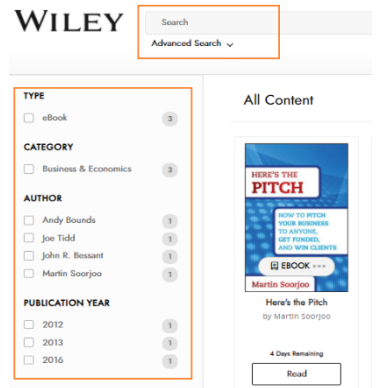 WILEY
Search
Advanced Search
TYPE
eBook 3
CATEGORY
Business & Economics 3
AUTHOR
Andy Bounds 1
Joe Tidd 1
John R. Bessant 1
Martin Soorjoo 1
PUBLICATION YEAR
2012 1
2013 1
2016 1
All Content
HERE'S THE
PITCH
HOW TO PITCH
YOUR BUSINESS
TO ANYONE,
GET FUNDED,
AND WIN CLIENTS
EBOOK
Martin Soorjoo
Here's the Pitch
by Martin Soorjoo
4 Days Remaining
Read